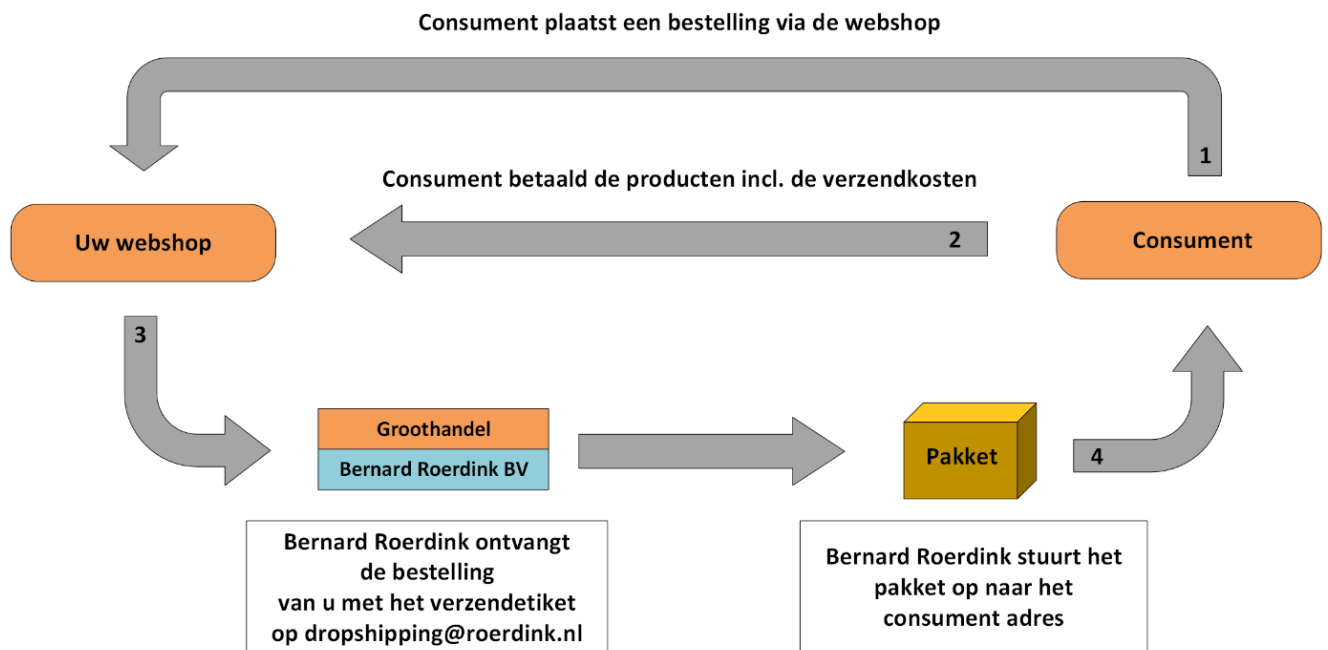 Consument plaatst een bestelling via de webshop
1
Consument betaald de producten incl. de verzendkosten
Uw webshop
2
Consument
3
Groothandel
Bernard Roerdink BV
Pakket
4
Bernard Roerdink ontvangt
de bestelling
van u met het verzendetiket
op dropshipping@roerdink.nl
Bernard Roerdink stuurt het
pakket op naar het
consument adres